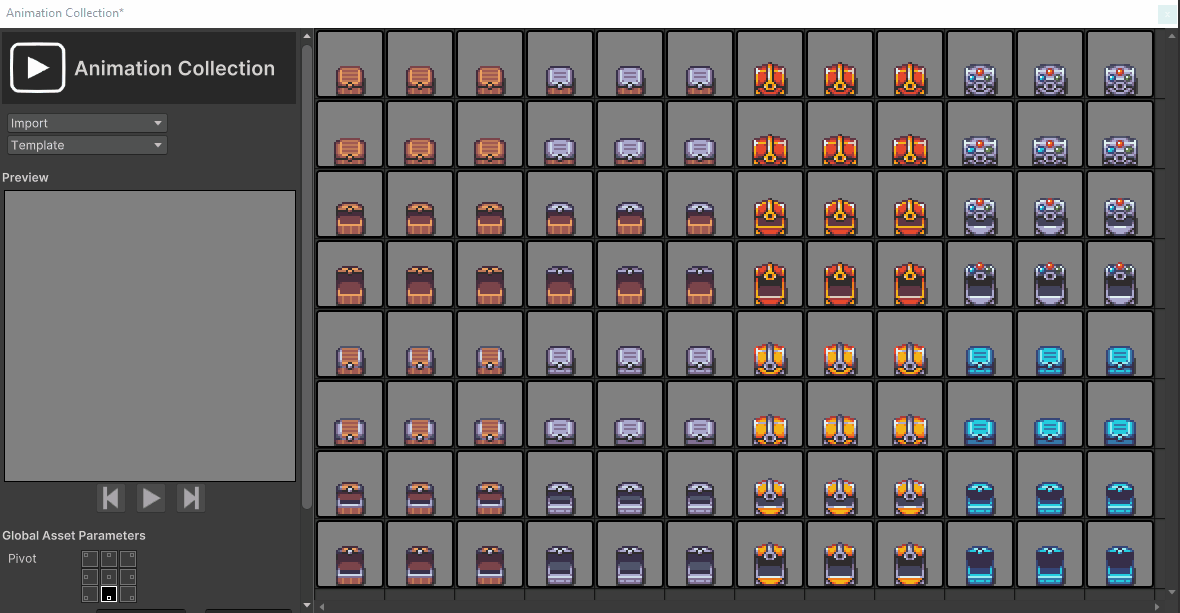 Animation Collection*
Animation Collection
Import
Template
Preview
Global Asset Parameters
Pivot